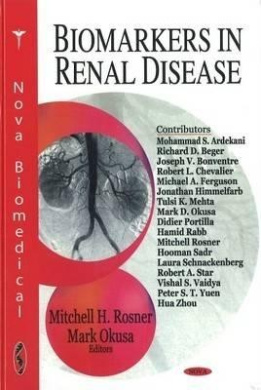 BIOMARKERS IN
RENAL DISEASE
Nova Biomedical
Contributors
Mohammad S. Ardekani
Richard D. Beger
Joseph V. Bonventre
Robert L. Chevalier
Michael A. Ferguson
Jonathan Himmelfarb
Tulsi K. Mehta
Mark D. Okusa
Didier Portilla
Hamid Rabb
Mitchell Rosner
Hooman Sadr
Laura Schnackenberg
Robert A. Star
Vishal S. Vaidya
Peter S. T. Yuen
Hua Zhou
Mitchell H. Rosner
Mark Okusa
Editors
NOVA